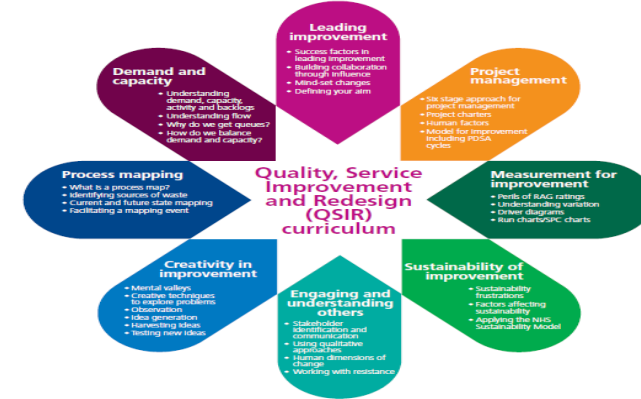 Leading
improvement
• Success factors in
leading improvement
• Building collaboration
through influence
• Mind-set changes
• Defining your aim
Project
management
• Six stage approach for
project management
• Project charters
• Human factors
• Model for improvement
including PDSA
cycles
Measurement for
improvement
• Perils of RAG ratings
• Understanding variation
• Driver diagrams
• Run charts/SPC charts
Sustainability of
improvement
• Sustainability
frustrations
• Factors affecting
sustainability
• Applying the NHS
Sustainability Model
Engaging and
understanding
others
• Stakeholder
identification and
communication
• Using qualitative
approaches
• Human dimensions of
change
• Working with resistance
Creativity in
improvement
• Mental valleys
• Creative techniques
to explore problems
• Observation
• Idea generation
• Harvesting ideas
• Testing new ideas
Process mapping
• What is a process map?
• Identifying sources of waste
• Current and future state mapping
• Facilitating a mapping event
Demand and
capacity
• Understanding
demand, capacity,
activity and backlogs
• Understanding flow
• Why do we get queues?
• How do we balance
demand and capacity?
Quality, Service
Improvement
and Redesign
(QSIR)
curriculum